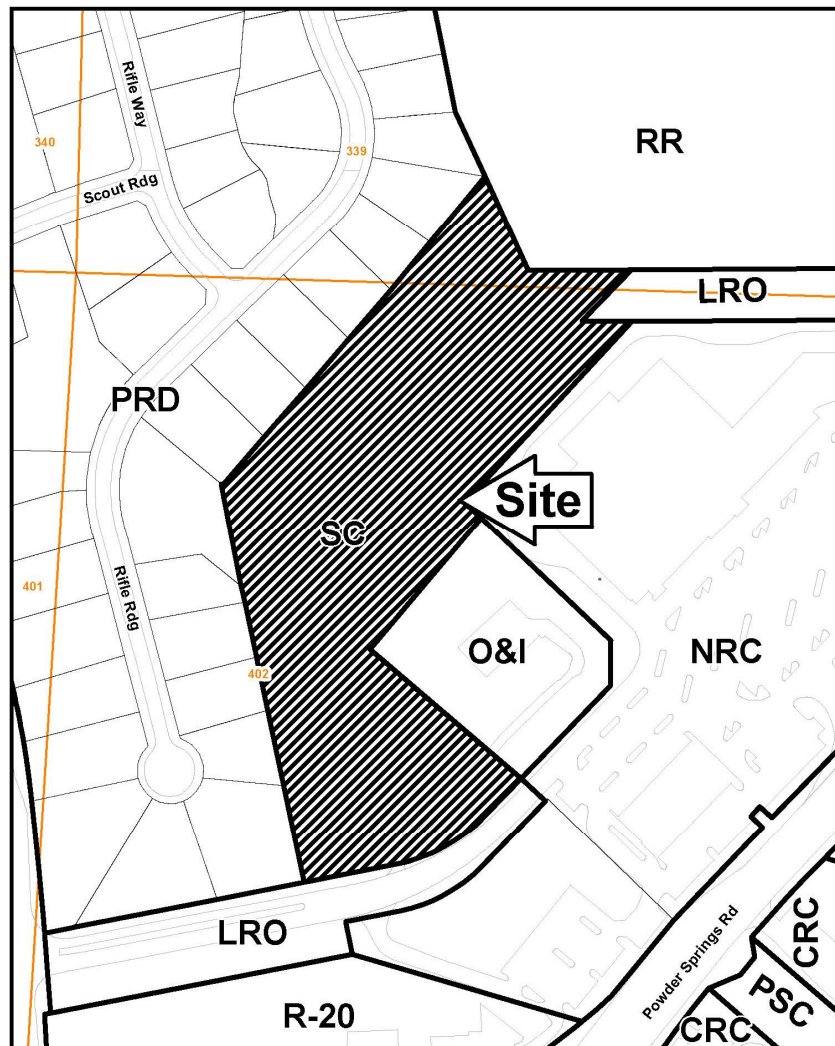 Rifle Way
340
339
RR
Scout Rdg
LRO
PRD
Site
SC
401
Rifle Rdg
402
O&I
NRC
LRO
Powder Springs Rd
CRC
PSC
R-20
CRC